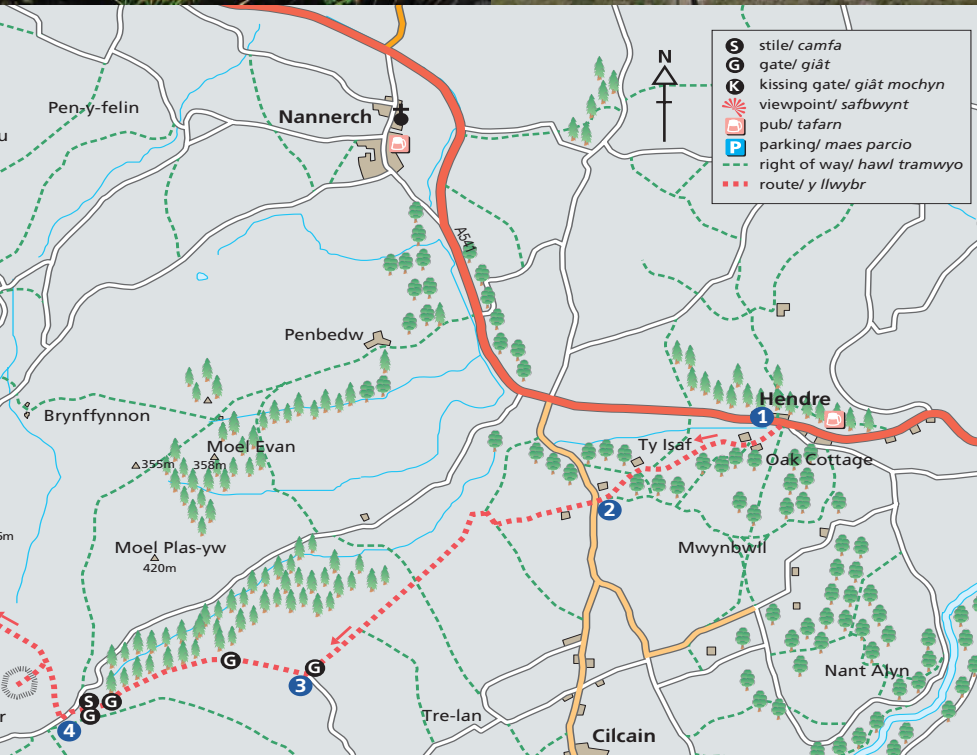 N
S stile/ camfa
G gate/ giât
K kissing gate/ giât mochyn
viewpoint/ safbwynt
pub/ tafarn
P parking/ maes parcio
right of way/ hawl tramwyo
route/ y llwybr
Pen-y-felin
Nannerch
u
A541
Penbedw
Brynffynnon
Moel Evan
355m
358m
Hendre
1
Ty Isaf
Oak Cottage
2
5m
Moel Plas-yw
420m
Mwynbwll
G
G
3
Nant Alyn
S
G
G
4
r
Tre-lan
Cilcain